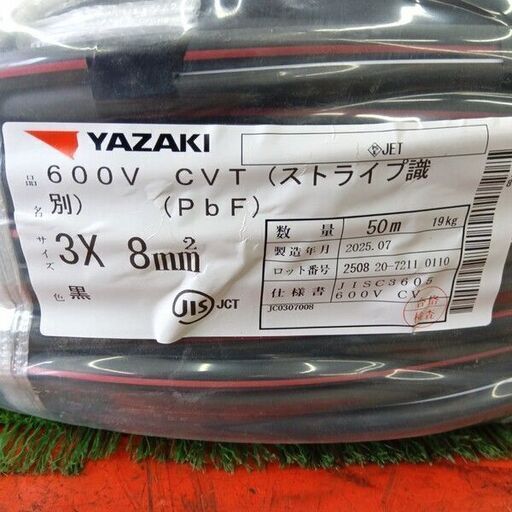 YAZAKI
JET
品名
600V CVT(ストライプ識
別) (PbF)
サイズ
3X 8mm²
色
黒
JIS JCT
数量 50m 19kg
製造年月 2025.07
ロット番号 2508 20-7211 0110
仕様書 JISC3605
600V CV
JC0307008
合格
検査